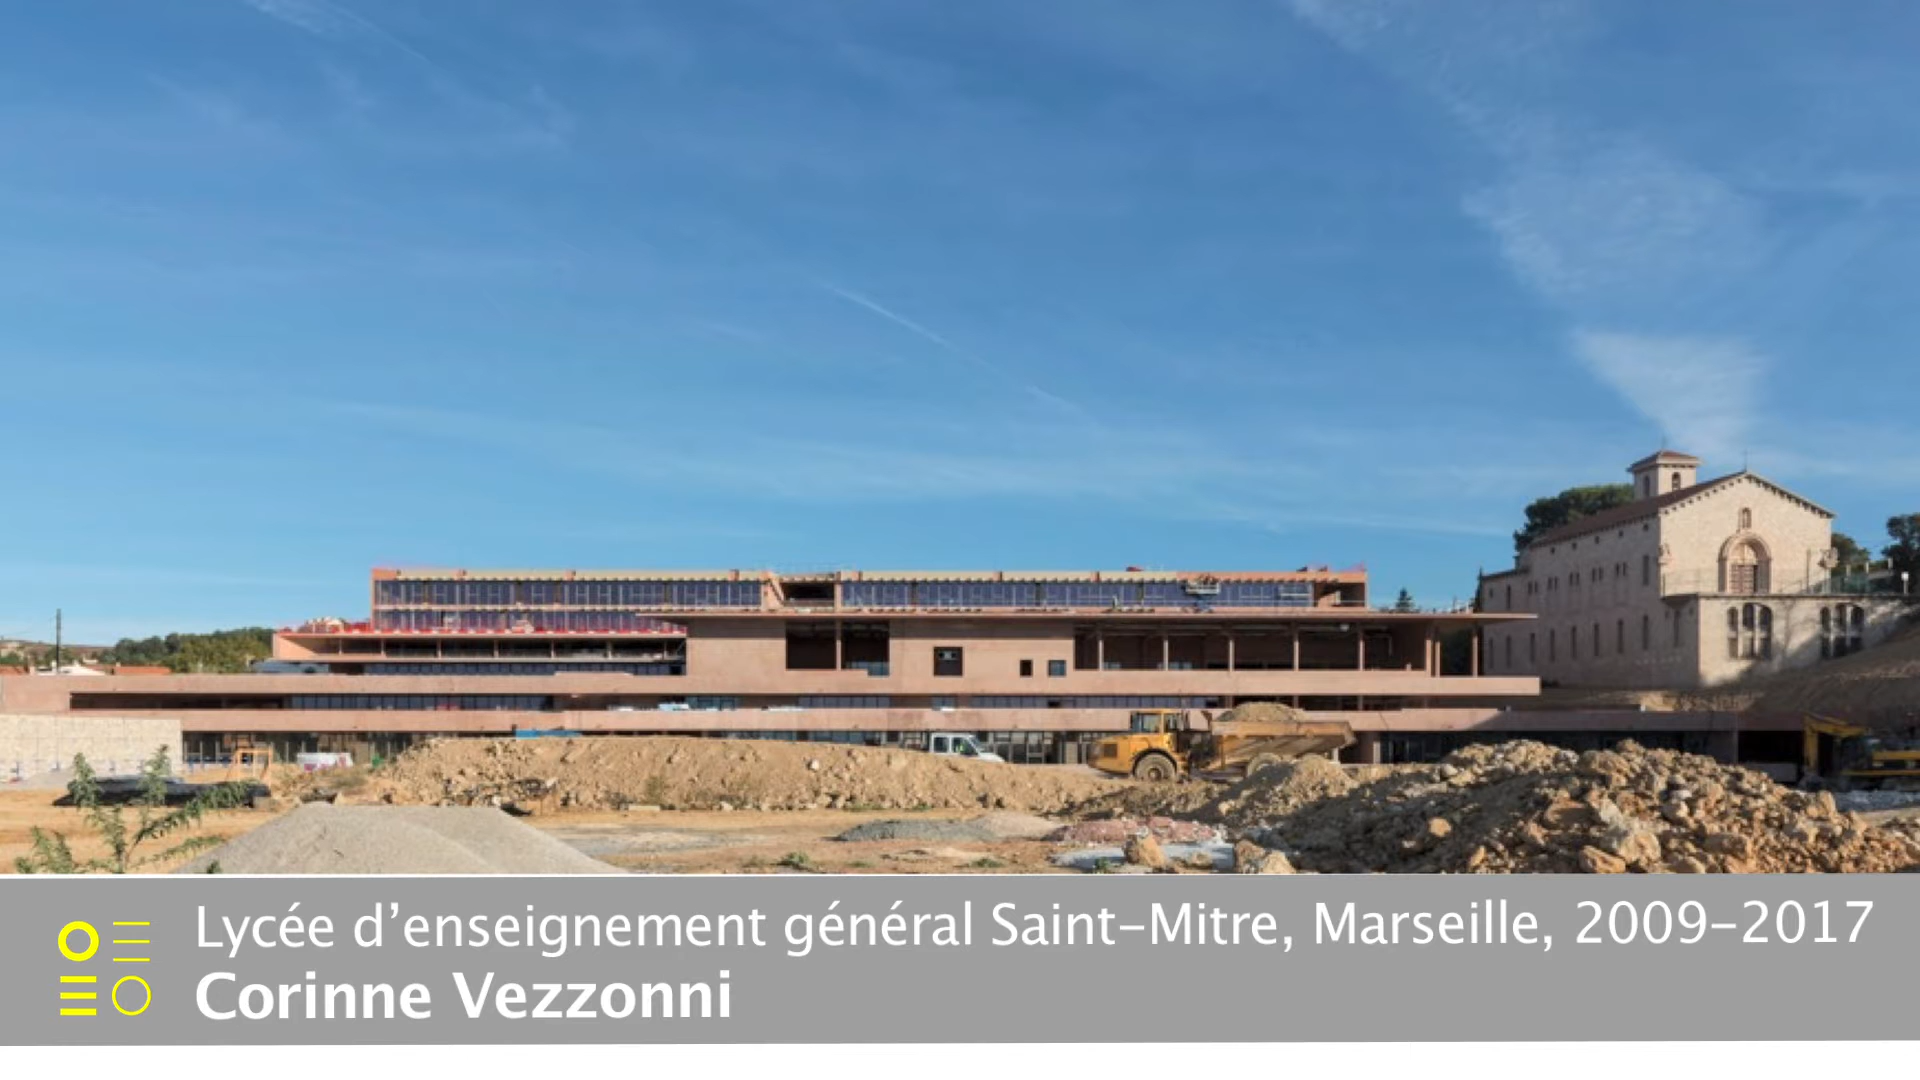 Lycée d’enseignement général Saint-Mitre, Marseille, 2009-2017
Corinne Vezzonni